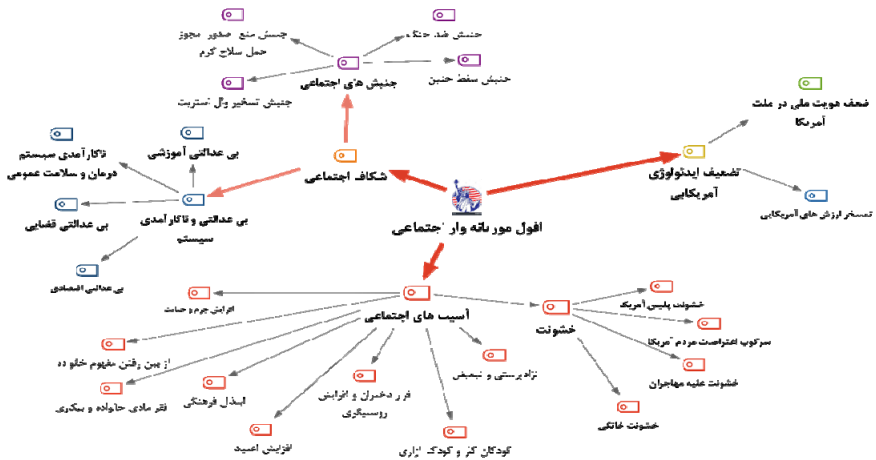 جنبش منع صدور مجوز
حمل سلاح گرم
جنبش ضد جنگ
جنبش سقط جنین
جنبش های اجتماعی
جنبش تسخیر وال استریت
ضعف هویت ملی در ملت
آمریکا
تضعیف ایدئولوژی
آمریکایی
تمسخر ارزش های آمریکایی
شکاف اجتماعی
افول موریانه وار اجتماعی
ناکارآمدی سیستم
درمان و سلامت عمومی
بی عدالتی آموزشی
بی عدالتی قضایی
بی عدالتی و ناکارآمدی
سیستم
بی عدالتی اقتصادی
آسیب های اجتماعی
افزایش جرم و جنایت
از بین رفتن مفهوم خانواده
فقر مادی خانواده و بیکاری
ابتذال فرهنگی
افزایش اعتیاد
فرار دختران و افزایش
روسپیگری
کودکان کار و کودک آزاری
نژادپرستی و تبعیض
خشونت
خشونت پلیس آمریکا
سرکوب اعتراضات مردم آمریکا
خشونت علیه مهاجران
خشونت خانگی